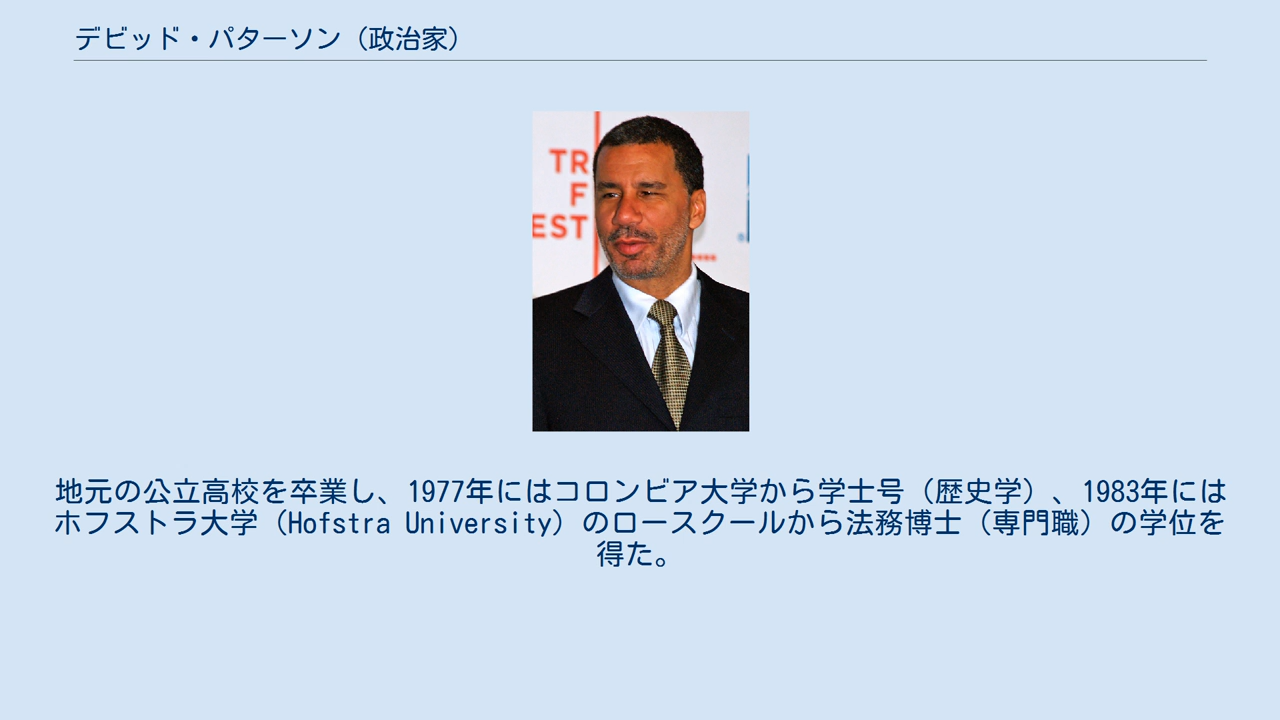 デビッド・パターソン（政治家）
TR
F
EST
地元の公立高校を卒業し、1977年にはコロンビア大学から学士号（歴史学）、1983年には
ホフストラ大学（Hofstra University）のロースクールから法務博士（専門職）の学位を
得た。